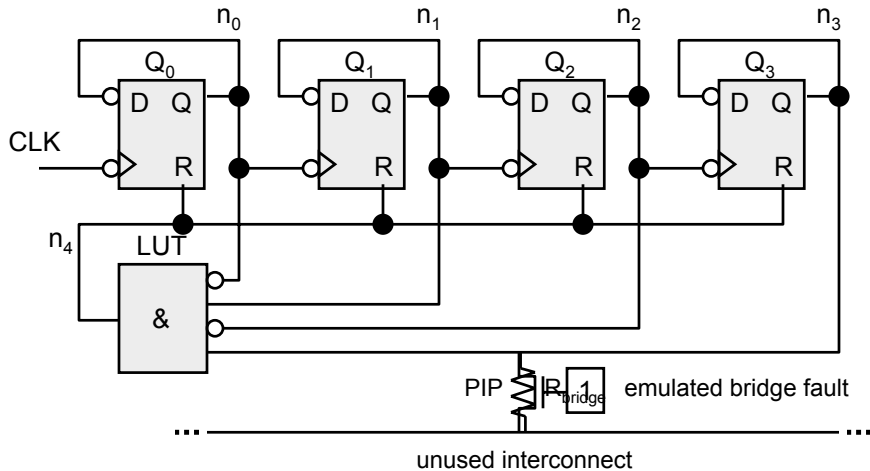 n0 n1 n2 n3
Q0 Q1 Q2 Q3
D Q D Q D Q D Q
CLK
R R R R
n4
LUT
&
PIP Rbridge 1 emulated bridge fault
... ...
unused interconnect